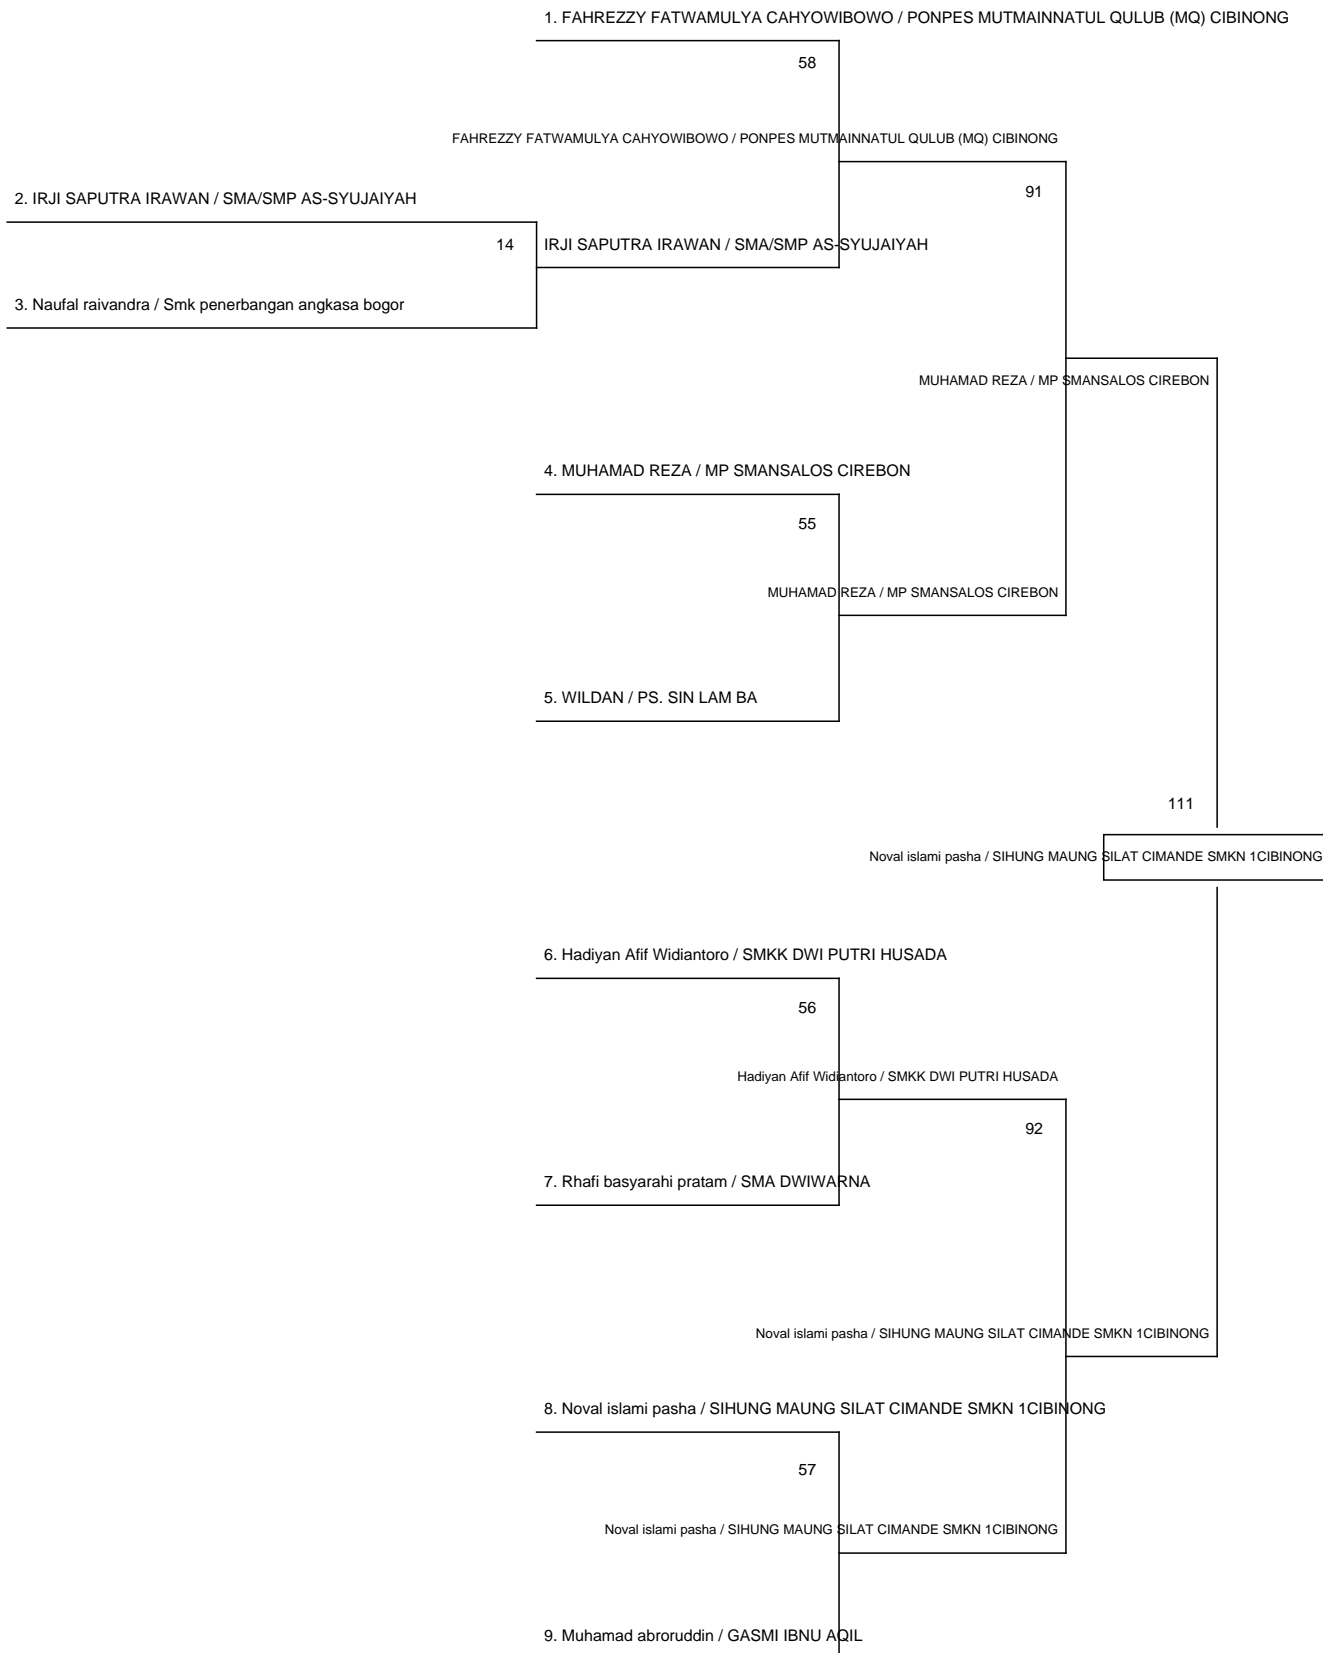 1. FAHREZZY FATWAMULYA CAHYOWIBOWO / PONPES MUTMAINNATUL QULUB (MQ) CIBINONG
58
FAHREZZY FATWAMULYA CAHYOWIBOWO / PONPES MUTMAINNATUL QULUB (MQ) CIBINONG
91
2. IRJI SAPUTRA IRAWAN / SMA/SMP AS-SYUJAIYAH
14
IRJI SAPUTRA IRAWAN / SMA/SMP AS-SYUJAIYAH
3. Naufal raivandra / Smk penerbangan angkasa bogor
MUHAMAD REZA / MP SMANSALOS CIREBON
4. MUHAMAD REZA / MP SMANSALOS CIREBON
55
MUHAMAD REZA / MP SMANSALOS CIREBON
5. WILDAN / PS. SIN LAM BA
111
Noval islami pasha / SIHUNG MAUNG SILAT CIMANDE SMKN 1CIBINONG
6. Hadiyan Afif Widiantoro / SMKK DWI PUTRI HUSADA
56
Hadiyan Afif Widiantoro / SMKK DWI PUTRI HUSADA
92
7. Rhafi basyarahi pratam / SMA DWIWARNA
Noval islami pasha / SIHUNG MAUNG SILAT CIMANDE SMKN 1CIBINONG
8. Noval islami pasha / SIHUNG MAUNG SILAT CIMANDE SMKN 1CIBINONG
57
Noval islami pasha / SIHUNG MAUNG SILAT CIMANDE SMKN 1CIBINONG
9. Muhamad abroruddin / GASMI IBNU AQIL